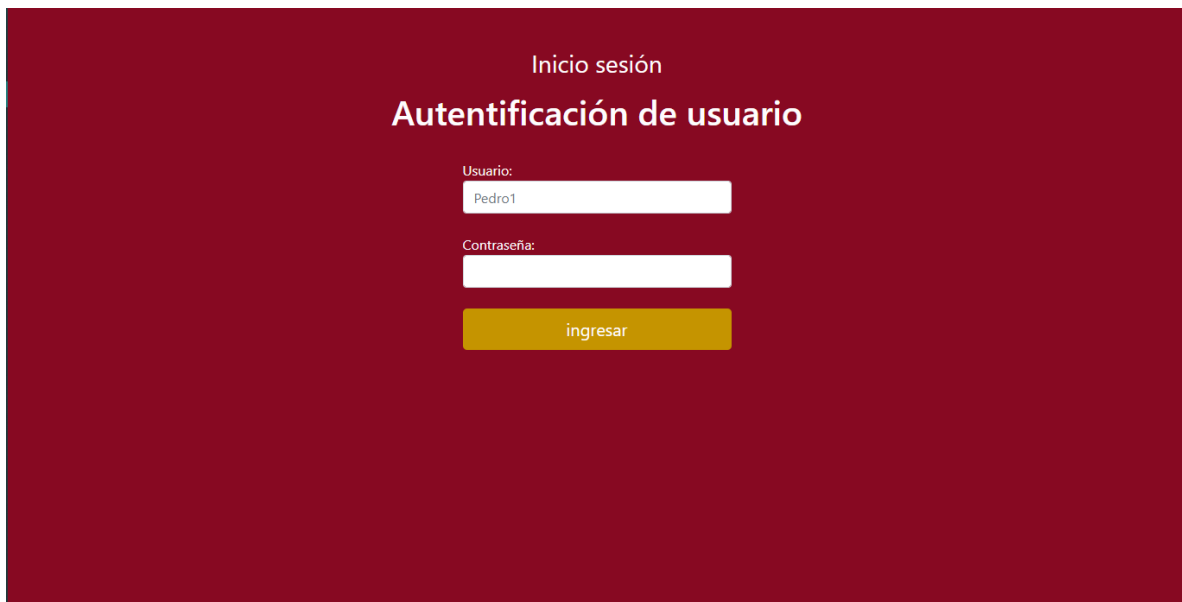 Inicio sesión
Autentificación de usuario
Usuario:
Pedro1
Contraseña:
ingresar